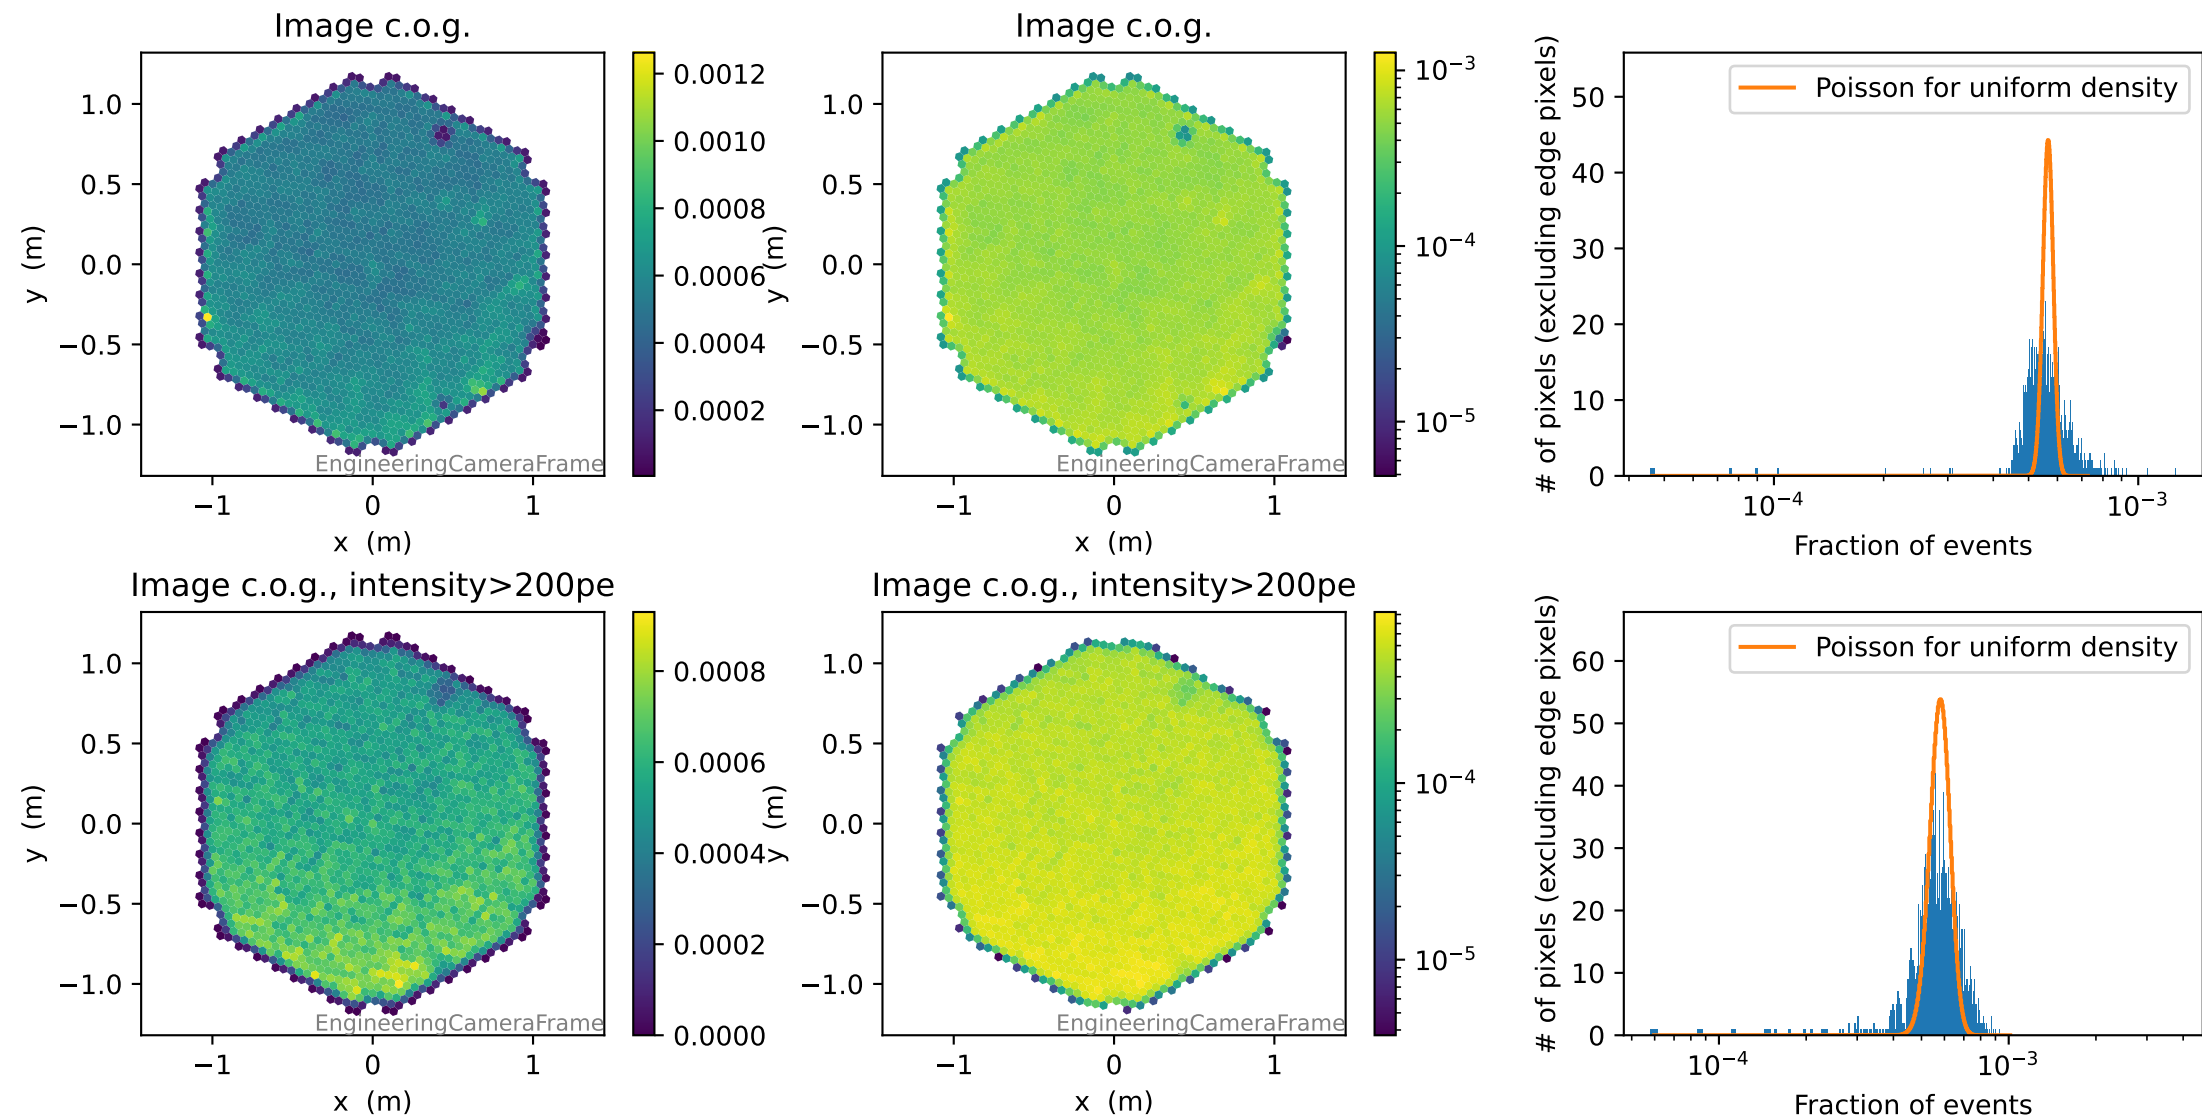 Image c.o.g.
1.0
0.5
0.0
−0.5
−1.0
y (m)
−1
0
1
x (m)
EngineeringCameraFrame
0.0012
0.0010
0.0008
0.0006
0.0004
0.0002
Image c.o.g.
1.0
0.5
0.0
−0.5
−1.0
y (m)
−1
0
1
x (m)
EngineeringCameraFrame
10⁻³
10⁻⁴
10⁻⁵
Poisson for uniform density
50
40
30
20
10
0
# of pixels (excluding edge pixels)
10⁻⁴
10⁻³
Fraction of events
Image c.o.g., intensity>200pe
1.0
0.5
0.0
−0.5
−1.0
y (m)
−1
0
1
x (m)
EngineeringCameraFrame
0.0008
0.0006
0.0004
0.0002
0.0000
Image c.o.g., intensity>200pe
1.0
0.5
0.0
−0.5
−1.0
y (m)
−1
0
1
x (m)
EngineeringCameraFrame
10⁻⁴
10⁻⁵
Poisson for uniform density
60
50
40
30
20
10
0
# of pixels (excluding edge pixels)
10⁻⁴
10⁻³
Fraction of events